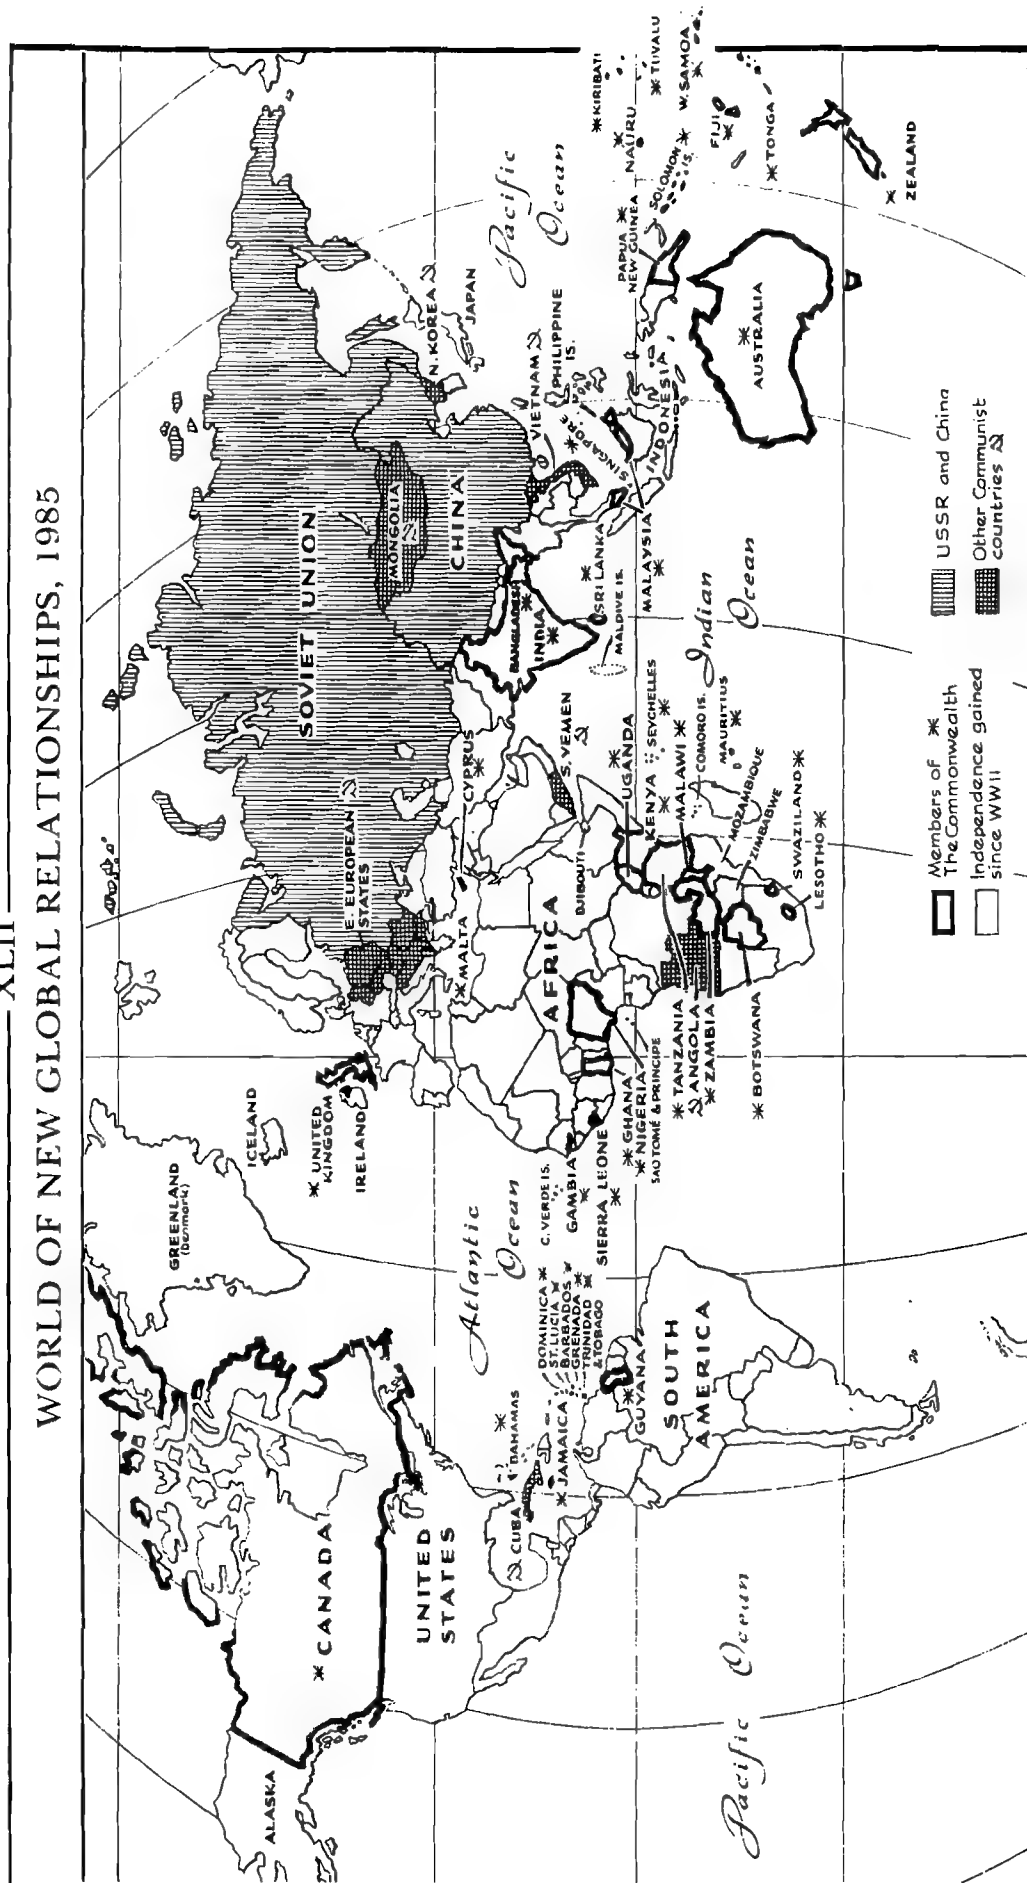 XLII
WORLD OF NEW GLOBAL RELATIONSHIPS, 1985
ALASKA
CANADA
UNITED
STATES
GREENLAND
(Denmark)
ICELAND
UNITED
KINGDOM
IRELAND
Atlantic
Ocean
Pacific Ocean
CUBA
BAHAMAS
JAMAICA
DOMINICA
ST. LUCIA
BARBADOS
GRENADA
TRINIDAD
& TOBAGO
GUYANA
SOUTH
AMERICA
C. VERDE IS.
GAMBIA
SIERRA LEONE
GHANA
NIGERIA
SAO TOMÉ & PRINCIPE
TANZANIA
ANGOLA
ZAMBIA
BOTSWANA
AFRICA
MALTA
CYPRUS
E. EUROPEAN
STATES
SOVIET UNION
MONGOLIA
CHINA
N. KOREA
JAPAN
VIETNAM
PHILIPPINE
IS.
SINGAPORE
INDONESIA
MALAYSIA
BANGLADESH
INDIA
SRI LANKA
MALDIVE IS.
S. YEMEN
DJIBOUTI
UGANDA
KENYA
SEYCHELLES
MALAWI
COMORO IS.
MAURITIUS
MOZAMBIQUE
ZIMBABWE
SWAZILAND
LESOTHO
Indian
Ocean
Pacific
Ocean
PAPUA
NEW GUINEA
SOLOMON
IS.
NAURU
KIRIBATI
TUVALU
W. SAMOA
FIJI
TONGA
AUSTRALIA
ZEALAND
Members of
The Commonwealth
Independence gained
since WWII
USSR and China
Other Communist
countries